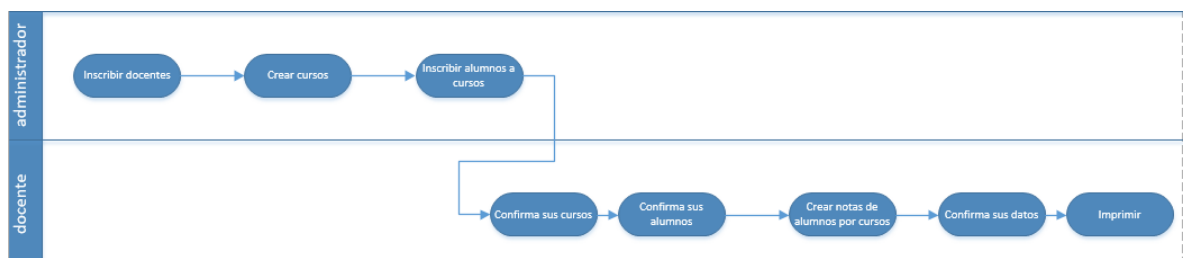 administrador
Inscribir docentes
Crear cursos
Inscribir alumnos a
cursos
docente
Confirma sus cursos
Confirma sus
alumnos
Crear notas de
alumnos por cursos
Confirma sus datos
Imprimir